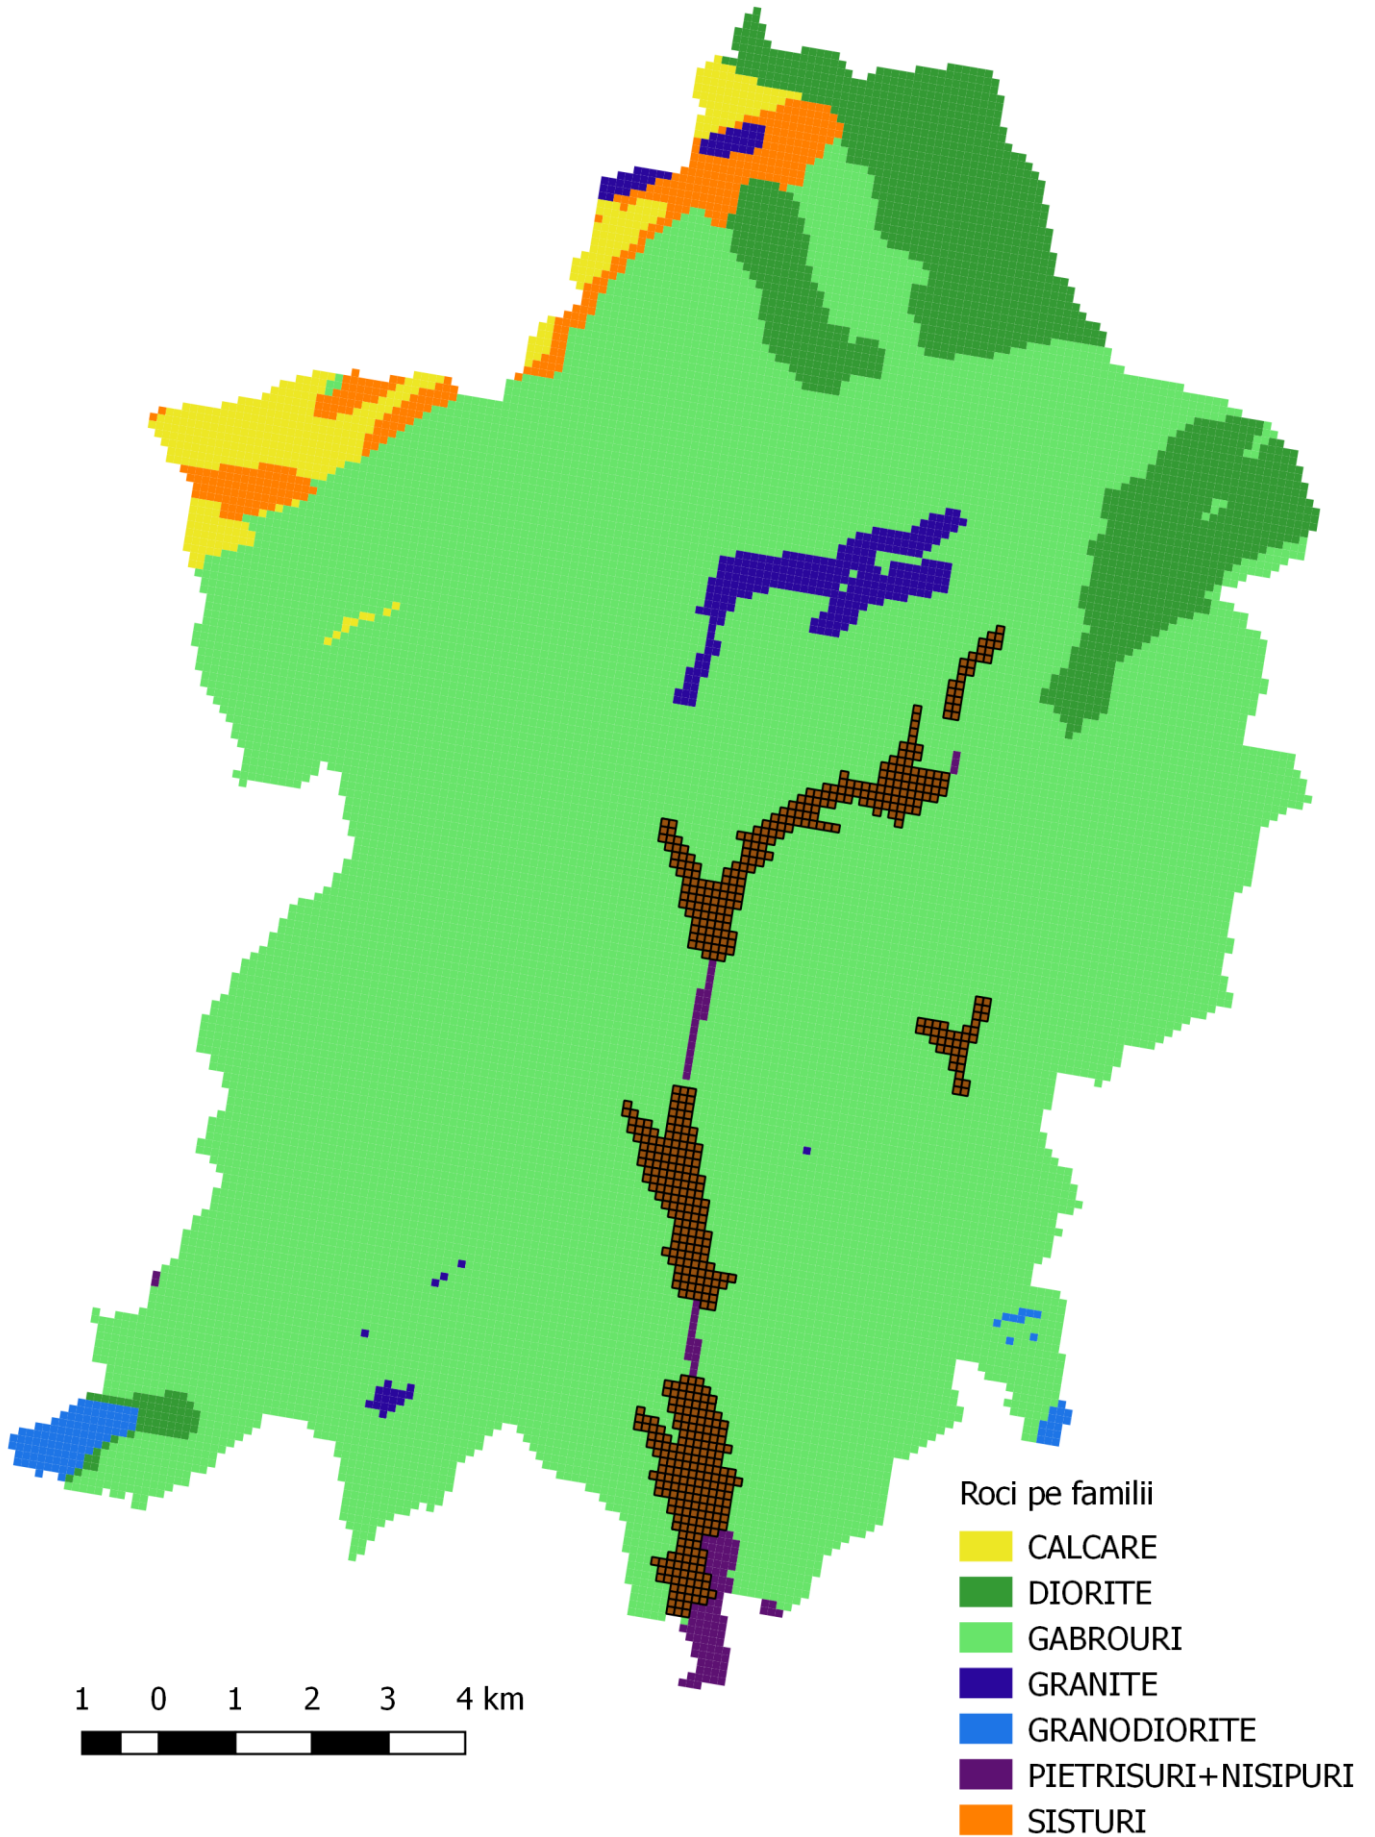 Roci pe familii
CALCARE
DIORITE
GABROURI
GRANITE
GRANODIORITE
PIETRISURI+NISIPURI
SISTURI
1 0 1 2 3 4 km